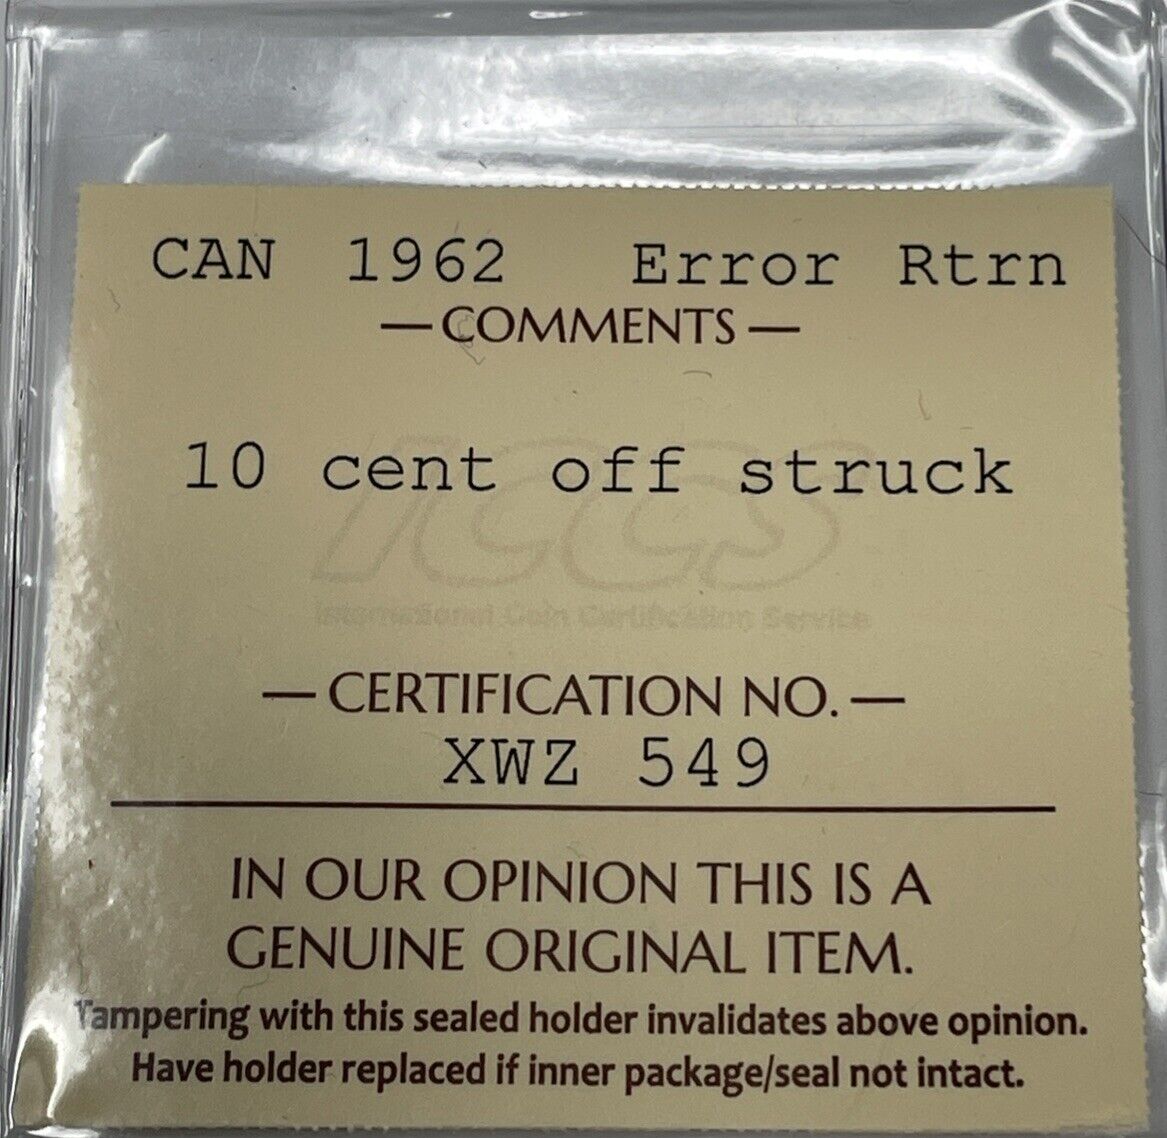 CAN 1962 Error Rtrn
—COMMENTS—
10 cent off struck
ICCS
International Coin Certification Service
—CERTIFICATION NO.—
XWZ 549
IN OUR OPINION THIS IS A
GENUINE ORIGINAL ITEM.
Tampering with this sealed holder invalidates above opinion.
Have holder replaced if inner package/seal not intact.